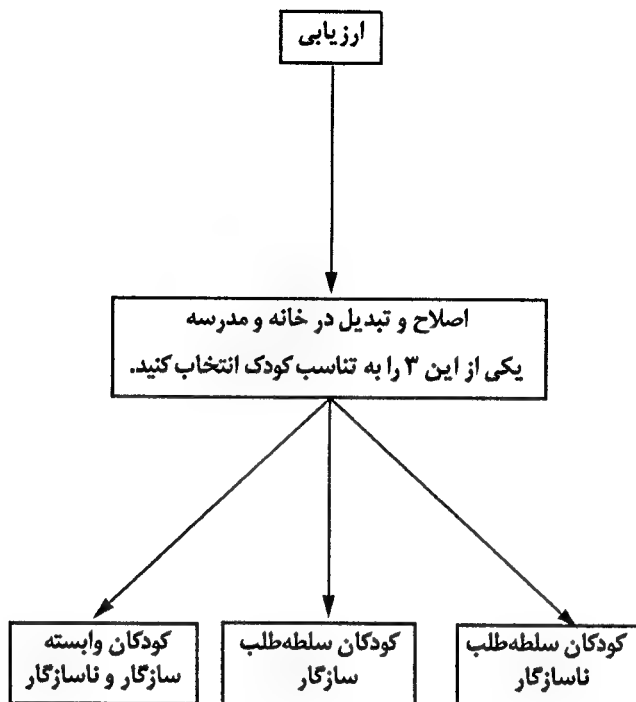 ارزیابی
اصلاح و تبدیل در خانه و مدرسه
یکی از این ۳ را به تناسب کودک انتخاب کنید.
کودکان سلطه‌طلب
ناسازگار
کودکان سلطه‌طلب
سازگار
کودکان وابسته
سازگار و ناسازگار